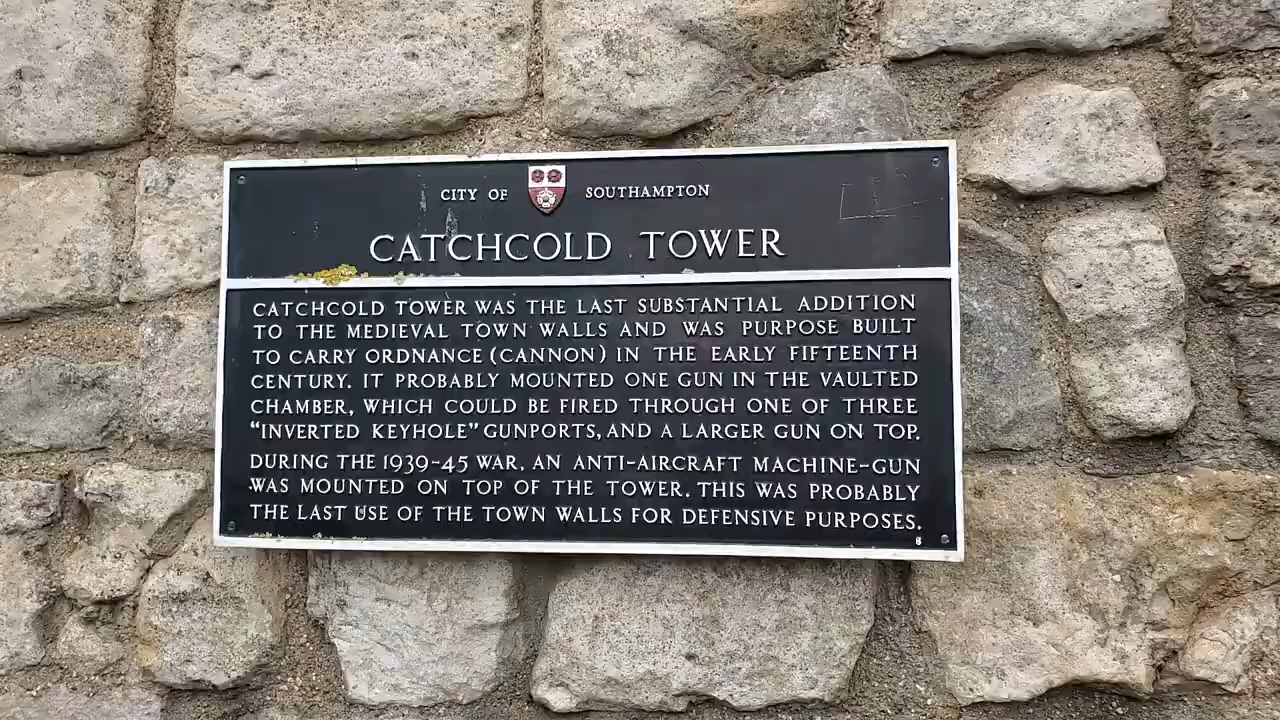 CITY OF SOUTHAMPTON
CATCHCOLD TOWER
CATCHCOLD TOWER WAS THE LAST SUBSTANTIAL ADDITION
TO THE MEDIEVAL TOWN WALLS AND WAS PURPOSE BUILT
TO CARRY ORDNANCE (CANNON) IN THE EARLY FIFTEENTH
CENTURY. IT PROBABLY MOUNTED ONE GUN IN THE VAULTED
CHAMBER, WHICH COULD BE FIRED THROUGH ONE OF THREE
"INVERTED KEYHOLE" GUNPORTS, AND A LARGER GUN ON TOP.
DURING THE 1939-45 WAR, AN ANTI-AIRCRAFT MACHINE-GUN
WAS MOUNTED ON TOP OF THE TOWER. THIS WAS PROBABLY
THE LAST USE OF THE TOWN WALLS FOR DEFENSIVE PURPOSES.